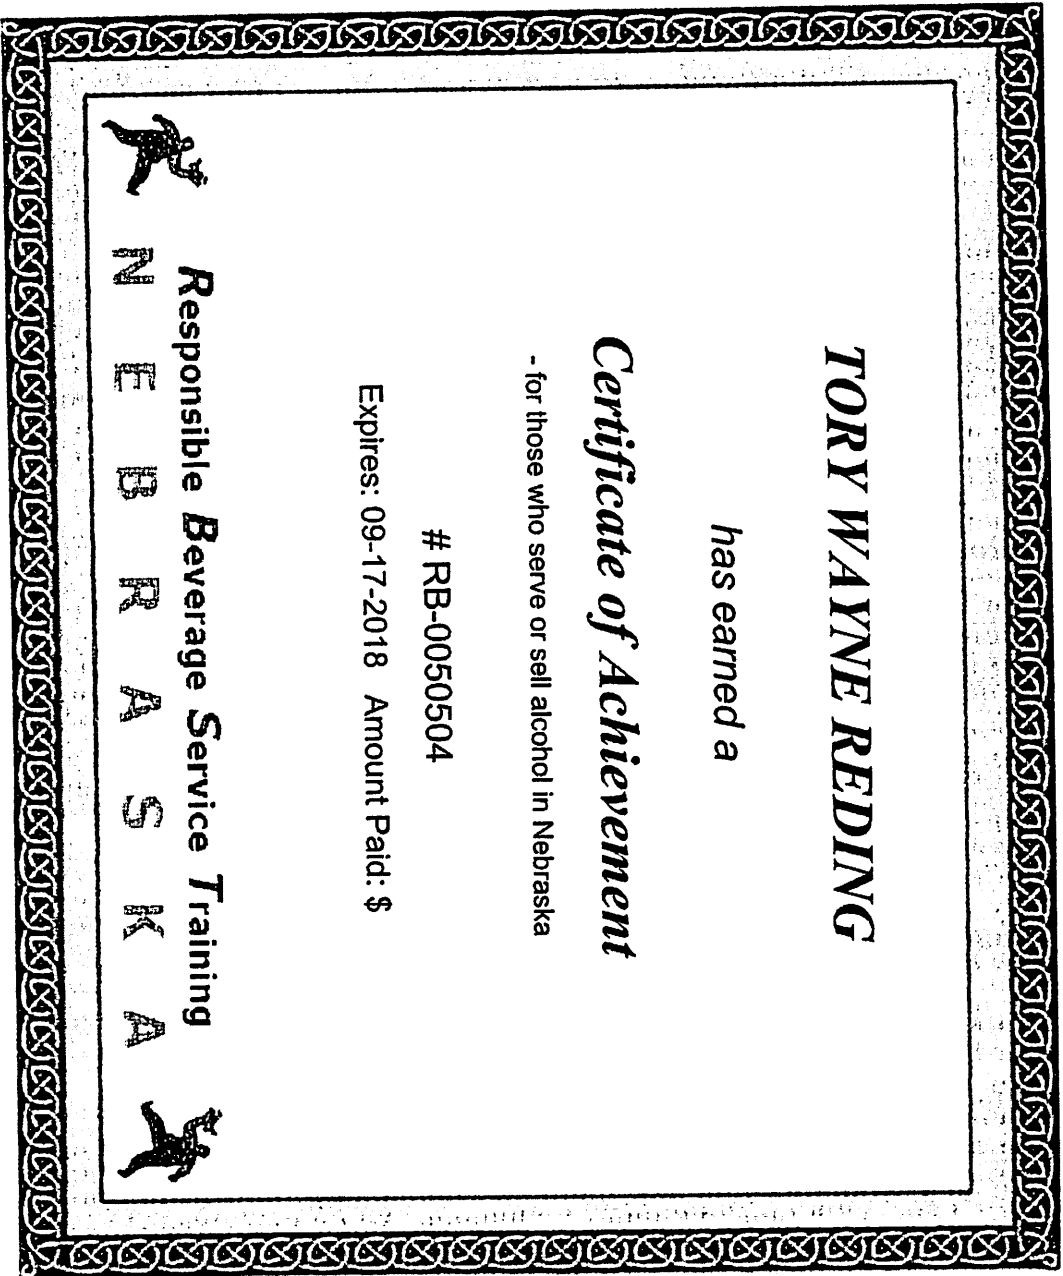 TORY WAYNE REDING
has earned a
Certificate of Achievement
- for those who serve or sell alcohol in Nebraska
# RB-0050504
Expires: 09-17-2018 Amount Paid: $
Responsible Beverage Service Training
NEBRASKA